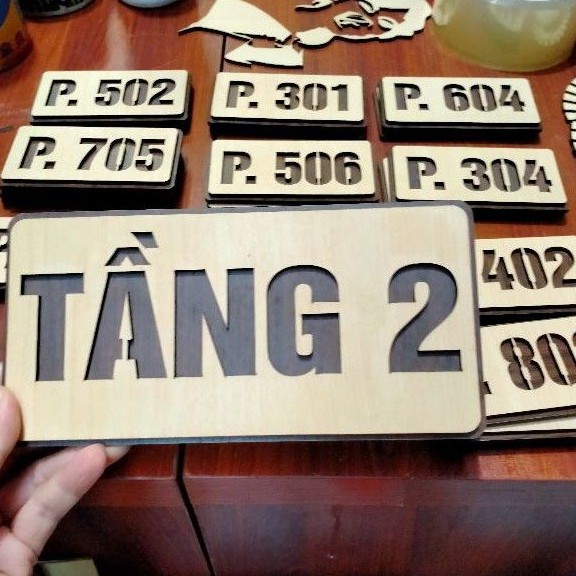 P. 502
P. 301
P. 604
P. 705
P. 506
P. 304
402
TẦNG 2